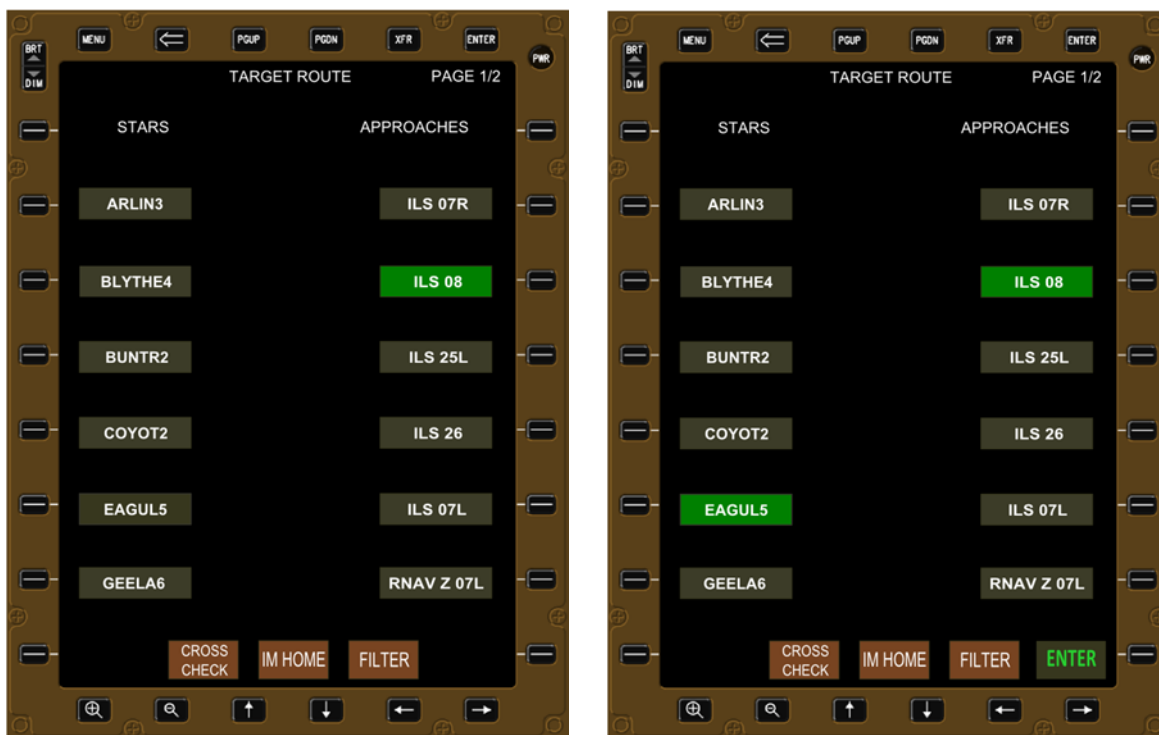 MENU PGUP PGDN XFR ENTER
BRT
DIM
PWR
TARGET ROUTE PAGE 1/2
STARS APPROACHES
ARLIN3 ILS 07R
BLYTHE4 ILS 08
BUNTR2 ILS 25L
COYOT2 ILS 26
EAGUL5 ILS 07L
GEELA6 RNAV Z 07L
CROSS CHECK IM HOME FILTER
MENU PGUP PGDN XFR ENTER
BRT
DIM
PWR
TARGET ROUTE PAGE 1/2
STARS APPROACHES
ARLIN3 ILS 07R
BLYTHE4 ILS 08
BUNTR2 ILS 25L
COYOT2 ILS 26
EAGUL5 ILS 07L
GEELA6 RNAV Z 07L
CROSS CHECK IM HOME FILTER ENTER